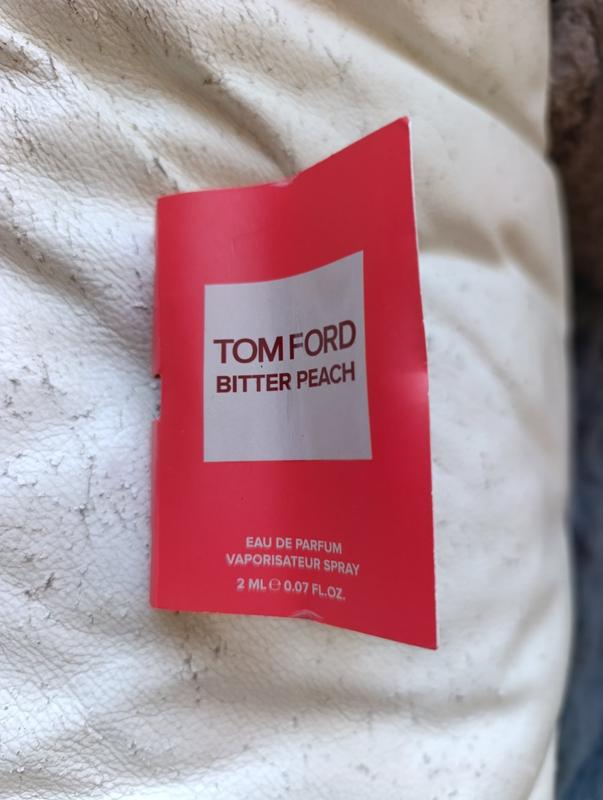 TOM FORD
BITTER PEACH
EAU DE PARFUM
VAPORISATEUR SPRAY
2 ML ℮ 0.07 FL.OZ.